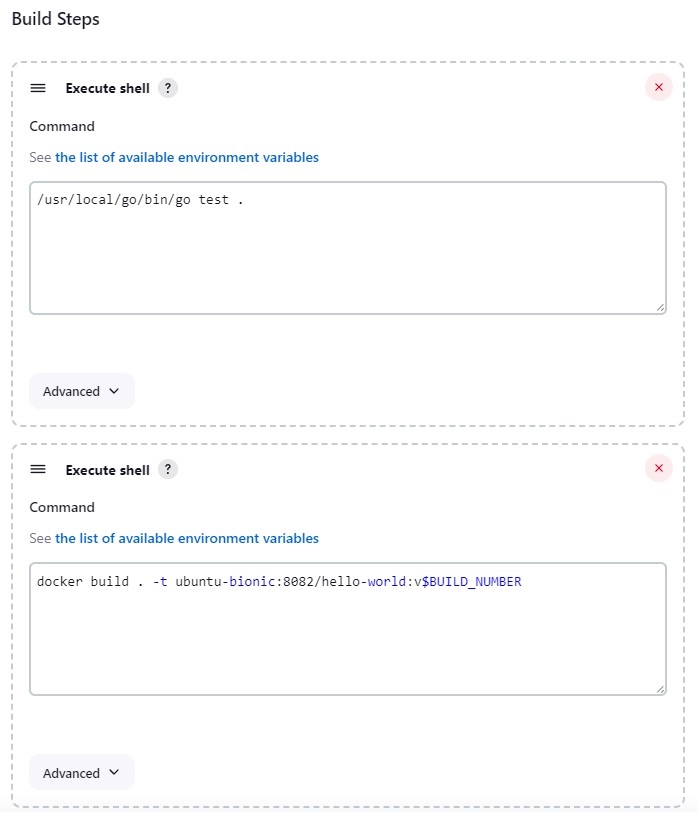 Build Steps
Execute shell ?
Command
See the list of available environment variables
/usr/local/go/bin/go test .
Advanced
Execute shell ?
Command
See the list of available environment variables
docker build . -t ubuntu-bionic:8082/hello-world:v$BUILD_NUMBER
Advanced